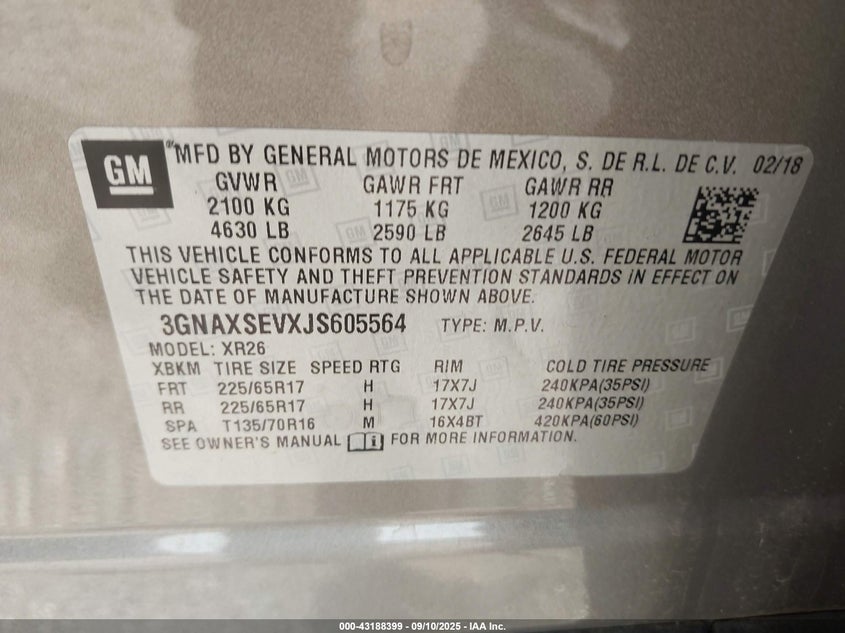 GM
®MFD BY GENERAL MOTORS DE MEXICO, S. DE R.L. DE C.V. 02/18
GVWR GAWR FRT GAWR RR
2100 KG 1175 KG 1200 KG
4630 LB 2590 LB 2645 LB
THIS VEHICLE CONFORMS TO ALL APPLICABLE U.S. FEDERAL MOTOR
VEHICLE SAFETY AND THEFT PREVENTION STANDARDS IN EFFECT ON
THE DATE OF MANUFACTURE SHOWN ABOVE.
3GNAXSEVXJS605564 TYPE: M.P.V.
MODEL: XR26
XBKM TIRE SIZE SPEED RTG RIM COLD TIRE PRESSURE
FRT 225/65R17 H 17X7J 240KPA(35PSI)
RR 225/65R17 H 17X7J 240KPA(35PSI)
SPA T135/70R16 M 16X4BT 420KPA(60PSI)
SEE OWNER'S MANUAL i FOR MORE INFORMATION.
000-43188399 - 09/10/2025 - IAA Inc.